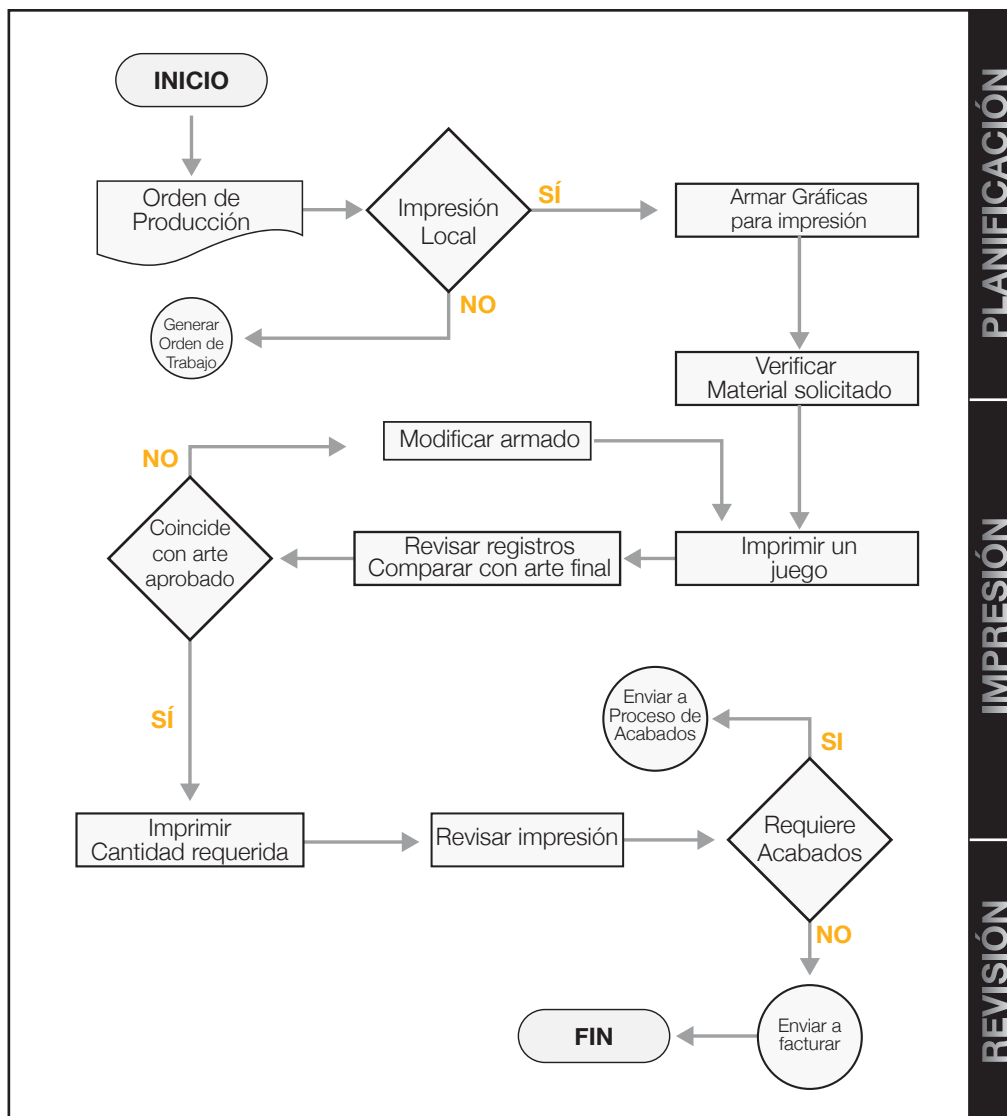 INICIO
Orden de
Producción
Impresión
Local
SÍ
Armar Gráficas
para impresión
NO
Generar
Orden de
Trabajo
Verificar
Material solicitado
NO
Modificar armado
Coincide
con arte
aprobado
Revisar registros
Comparar con arte final
Imprimir un
juego
SÍ
Enviar a
Proceso de
Acabados
SI
Imprimir
Cantidad requerida
Revisar impresión
Requiere
Acabados
NO
Enviar a
facturar
FIN
PLANIFICACIÓN
IMPRESIÓN
REVISIÓN